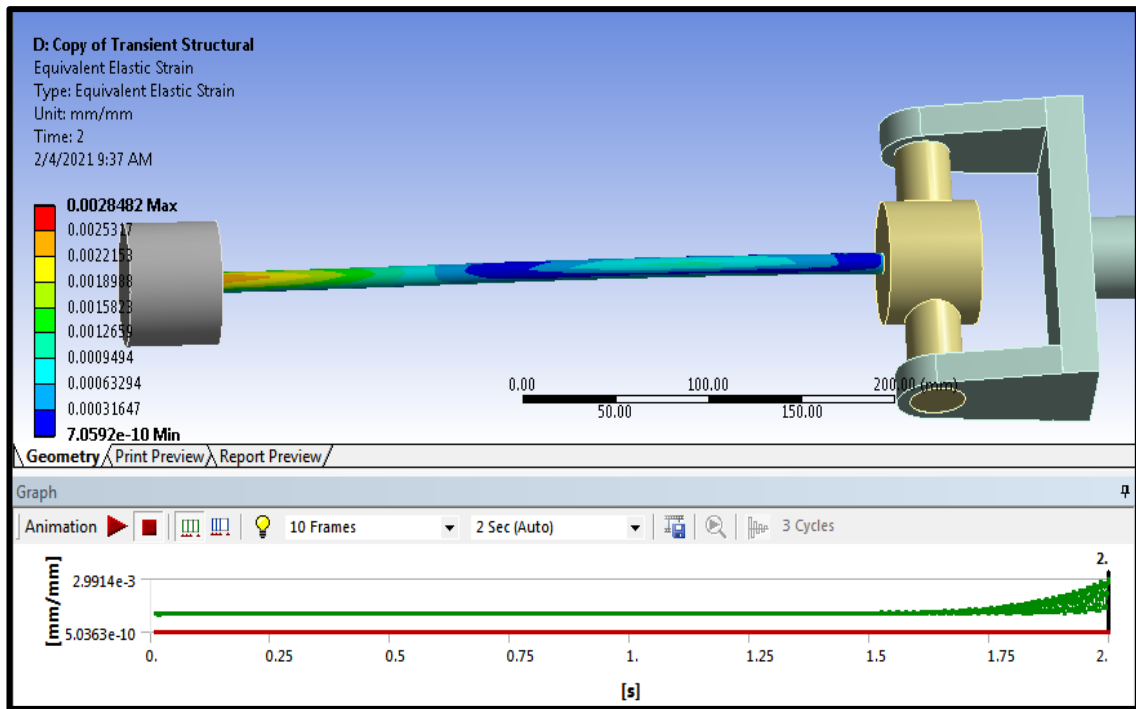 D: Copy of Transient Structural
Equivalent Elastic Strain
Type: Equivalent Elastic Strain
Unit: mm/mm
Time: 2
2/4/2021 9:37 AM
0.0028482 Max
0.0025317
0.0022153
0.0018988
0.0015823
0.0012659
0.0009494
0.00063294
0.00031647
7.0592e-10 Min
0.00 100.00 200.00 (mm)
50.00 150.00
Geometry Print Preview Report Preview
Graph
Animation 10 Frames 2 Sec (Auto) 3 Cycles
2.
[mm/mm]
2.9914e-3
5.0363e-10
0. 0.25 0.5 0.75 1. 1.25 1.5 1.75 2.
[s]